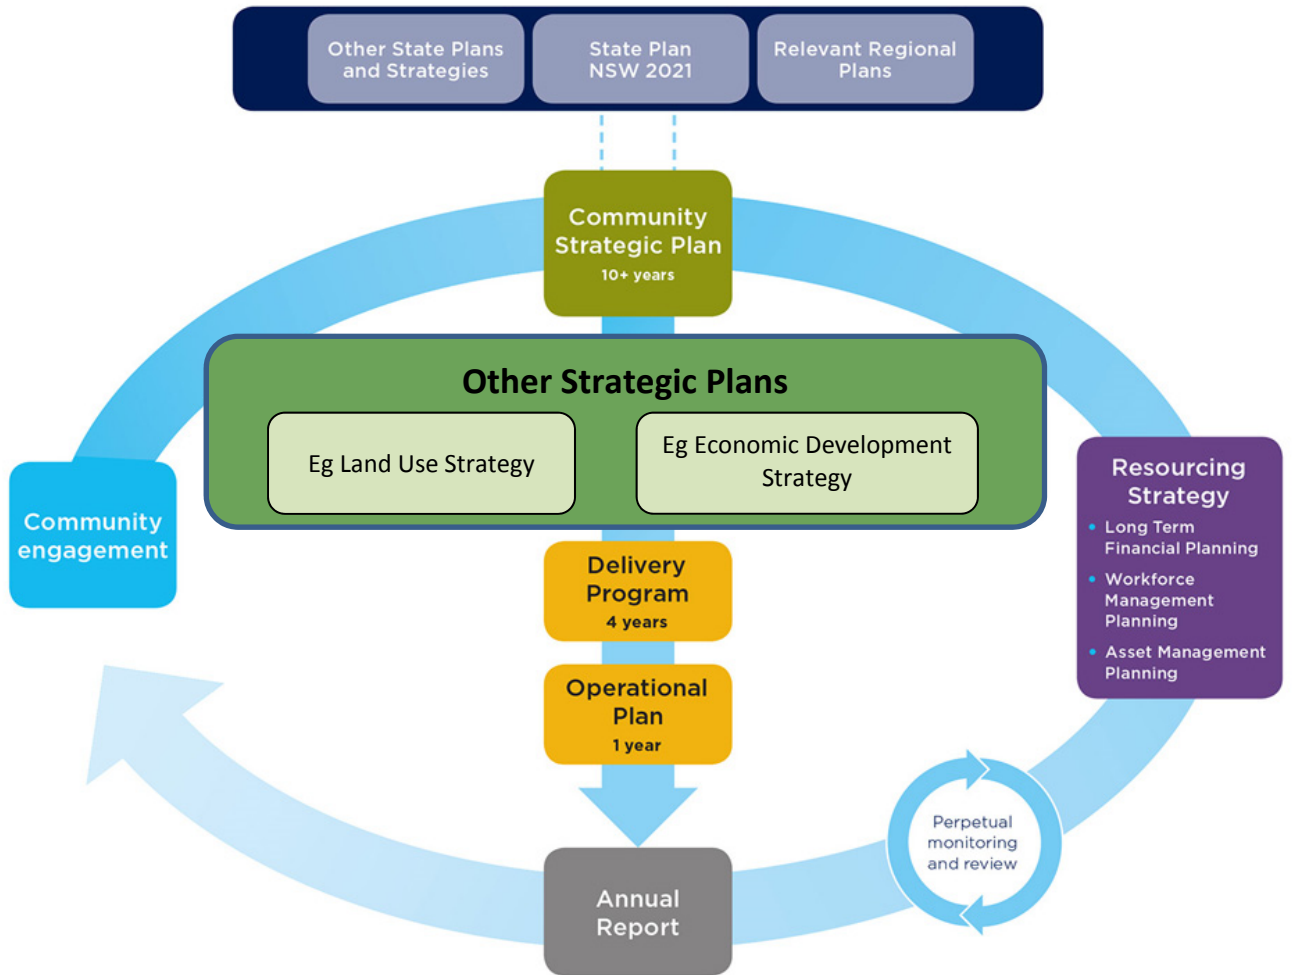 Other State Plans
and Strategies
State Plan
NSW 2021
Relevant Regional
Plans
Community
Strategic Plan
10+ years
Other Strategic Plans
Eg Land Use Strategy
Eg Economic Development
Strategy
Community
engagement
Resourcing
Strategy
• Long Term
Financial Planning
• Workforce
Management
Planning
• Asset Management
Planning
Delivery
Program
4 years
Operational
Plan
1 year
Perpetual
monitoring
and review
Annual
Report